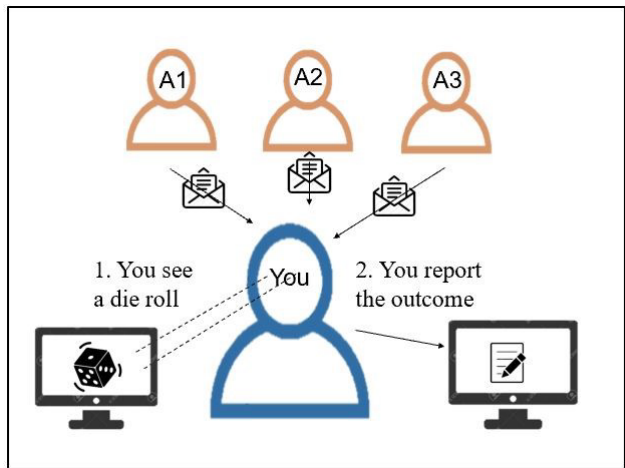 A1
A2
A3
You
1. You see
a die roll
2. You report
the outcome